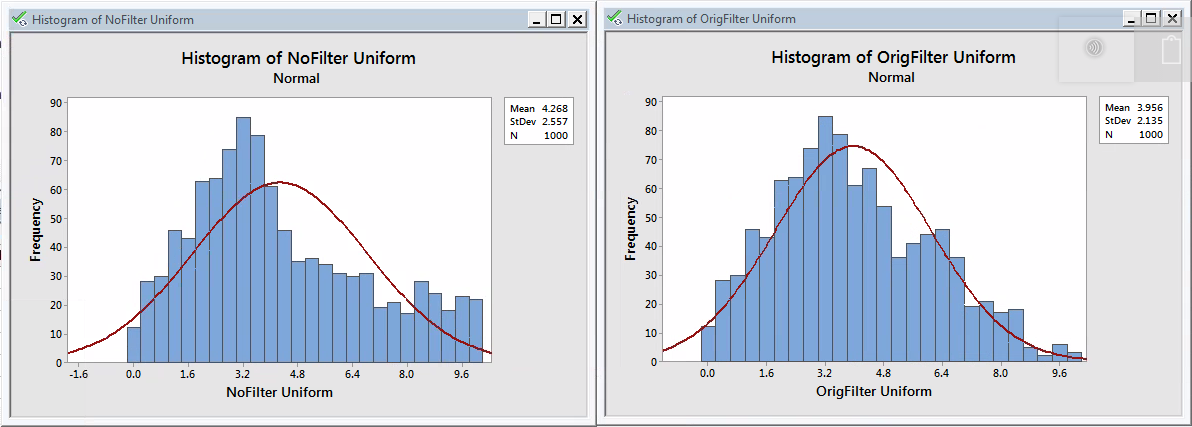 Histogram of NoFilter Uniform
Histogram of NoFilter Uniform
Normal
Mean 4.268
StDev 2.557
N 1000
Frequency
90
80
70
60
50
40
30
20
10
0
-1.6 0.0 1.6 3.2 4.8 6.4 8.0 9.6
NoFilter Uniform
Histogram of OrigFilter Uniform
Histogram of OrigFilter Uniform
Normal
Mean 3.956
StDev 2.135
N 1000
Frequency
90
80
70
60
50
40
30
20
10
0
0.0 1.6 3.2 4.8 6.4 8.0 9.6
OrigFilter Uniform